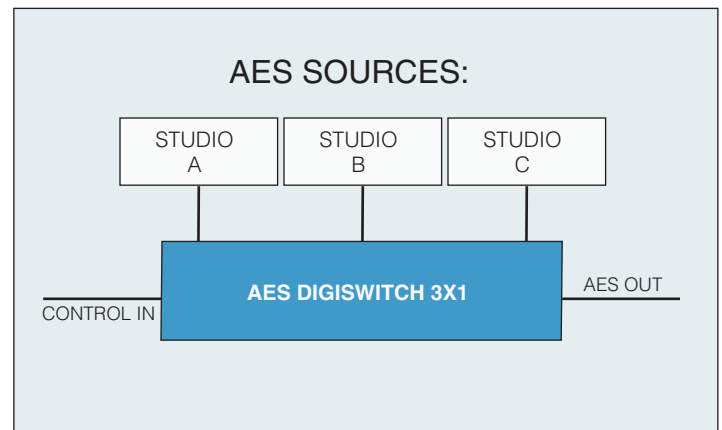 AES SOURCES:
STUDIO
A
STUDIO
B
STUDIO
C
AES DIGISWITCH 3X1
CONTROL IN
AES OUT